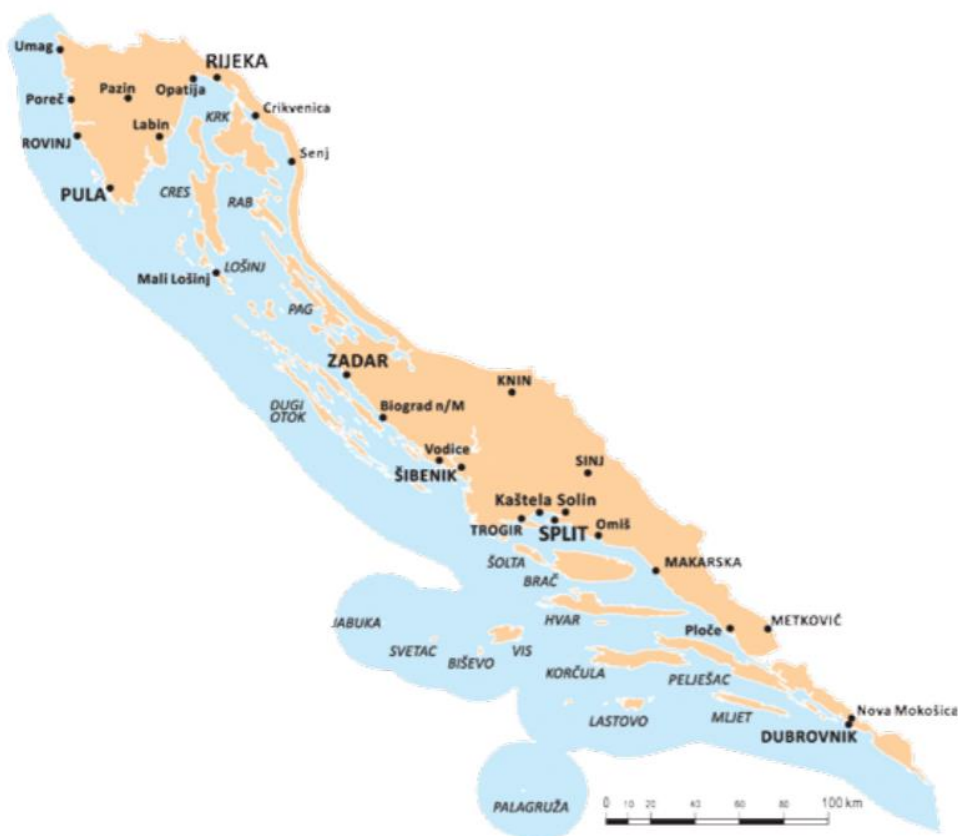 Umag
RIJEKA
Pazin
Opatija
Poreč
Crikvenica
KRK
Labin
ROVINJ
Senj
PULA
CRES
RAB
LOŠINJ
Mali Lošinj
PAG
ZADAR
KNIN
DUGI
OTOK
Biograd n/M
Vodice
SINJ
ŠIBENIK
Kaštela Solin
TROGIR
SPLIT
Omiš
ŠOLTA
MAKARSKA
BRAČ
JABUKA
HVAR
Ploče
METKOVIĆ
SVETAC
BIŠEVO
VIS
KORČULA
PELJEŠAC
Nova Mokošica
LASTOVO
MLJET
DUBROVNIK
PALAGRUŽA
0 10 20 40 60 80 100 km